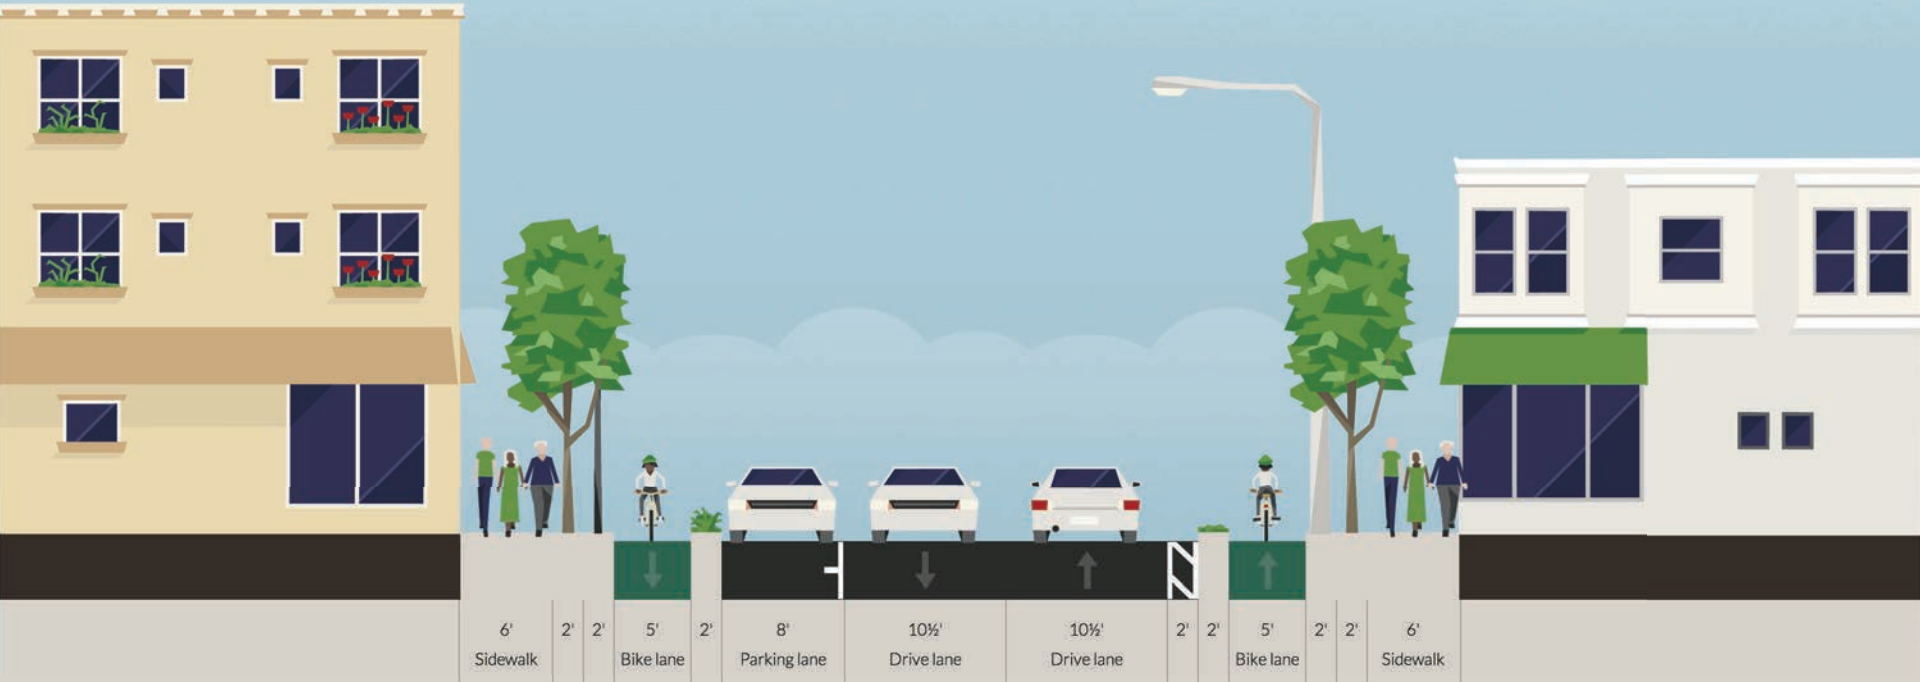 6' 2' 2' 5' 2' 8' 10½' 10½' 2' 2' 5' 2' 2' 6'
Sidewalk Bike lane Parking lane Drive lane Drive lane Bike lane Sidewalk